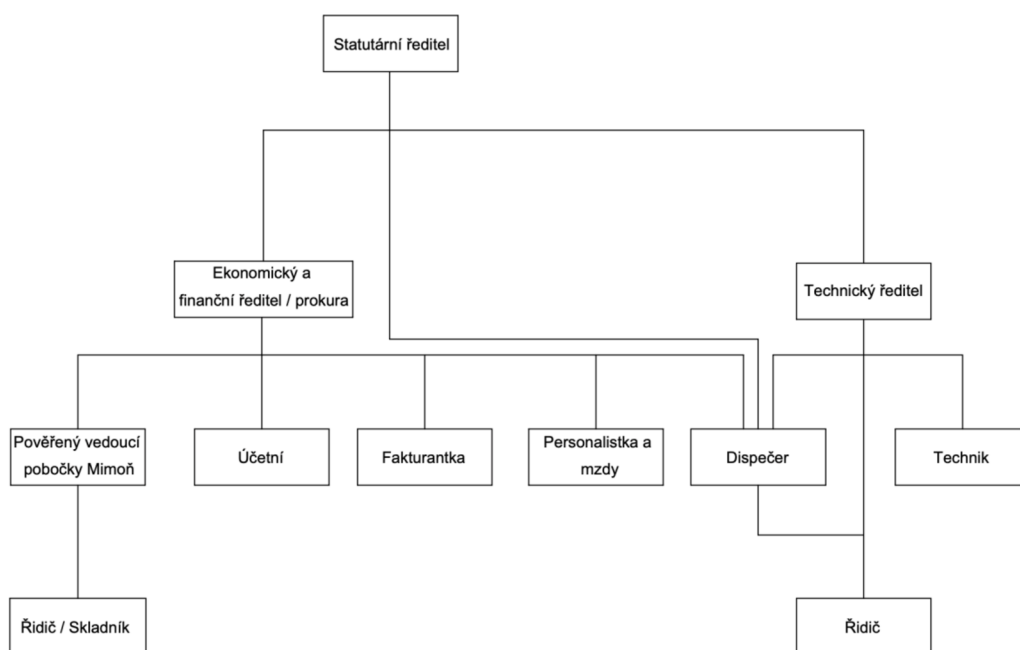 Statutární ředitel
Ekonomický a
finanční ředitel / prokura
Technický ředitel
Pověřený vedoucí
pobočky Mimoň
Účetní
Fakturantka
Personalistka a
mzdy
Dispečer
Technik
Řidič / Skladník
Řidič